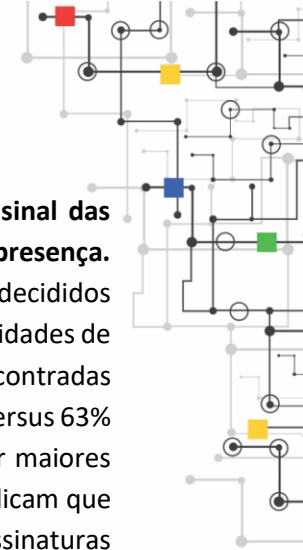 sinal das
presença.
decididos
idades de
contradas
ersus 63%
r maiores
licam que
ssinaturas